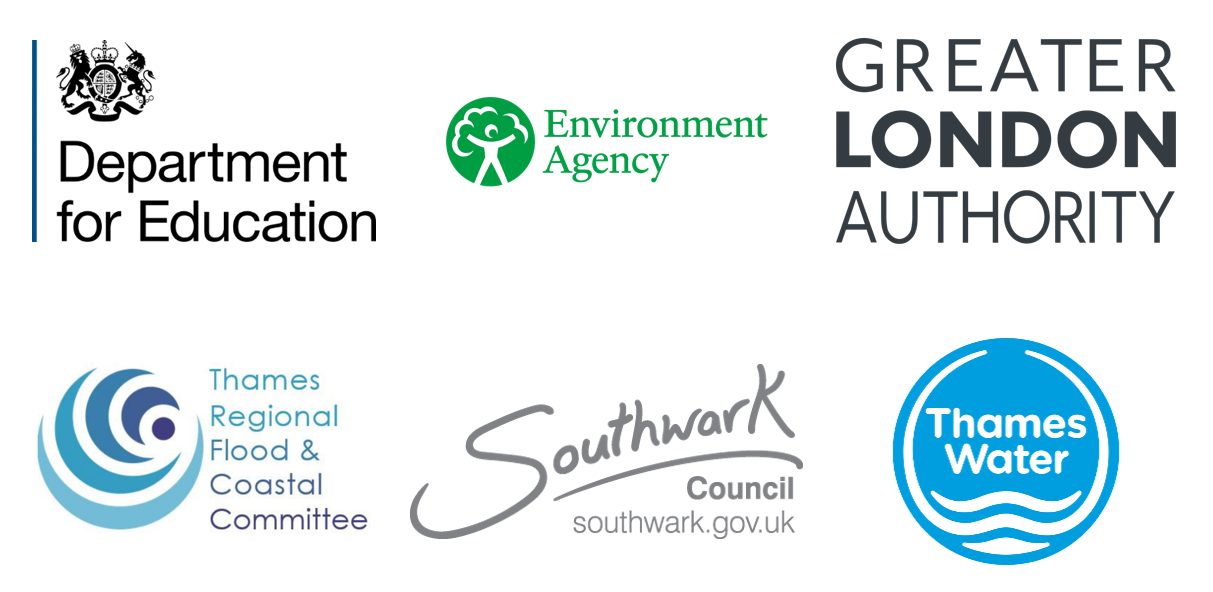 Department
for Education
Environment
Agency
GREATER
LONDON
AUTHORITY
Thames
Regional
Flood &
Coastal
Committee
Southwark
Council
southwark.gov.uk
Thames
Water